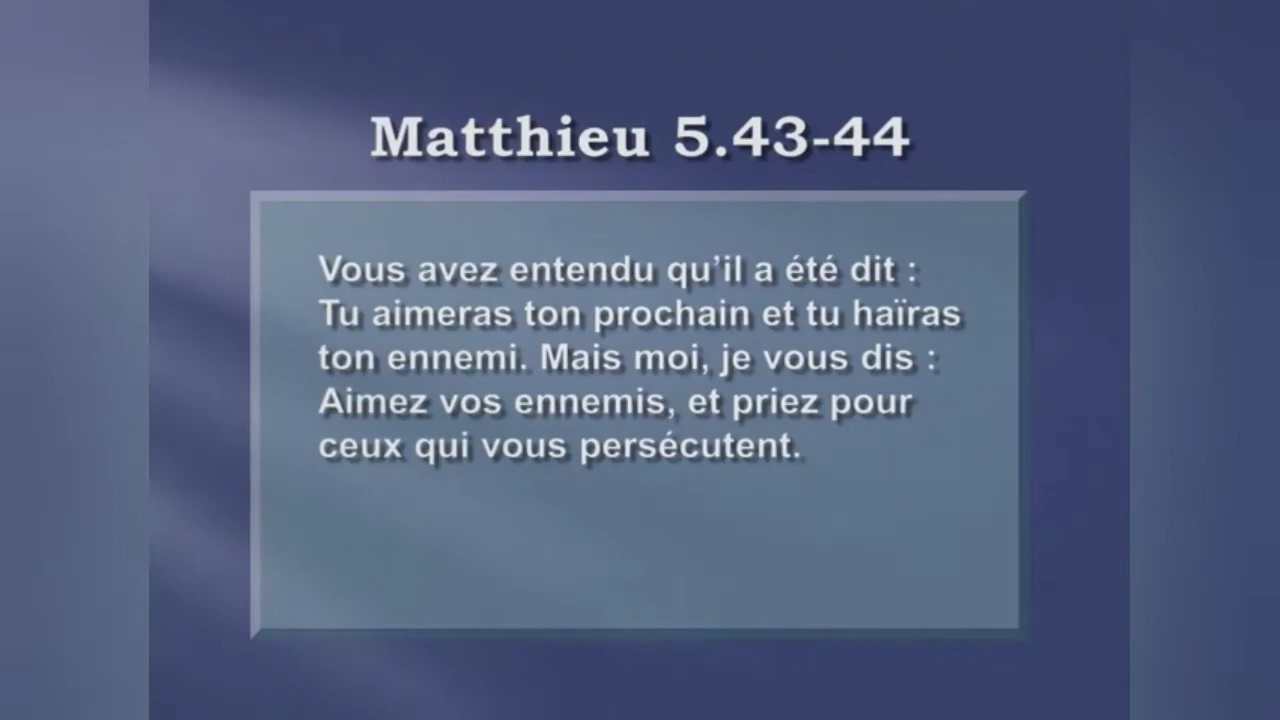 Matthieu 5.43-44
Vous avez entendu qu’il a été dit :
Tu aimeras ton prochain et tu haïras
ton ennemi. Mais moi, je vous dis :
Aimez vos ennemis, et priez pour
ceux qui vous persécutent.